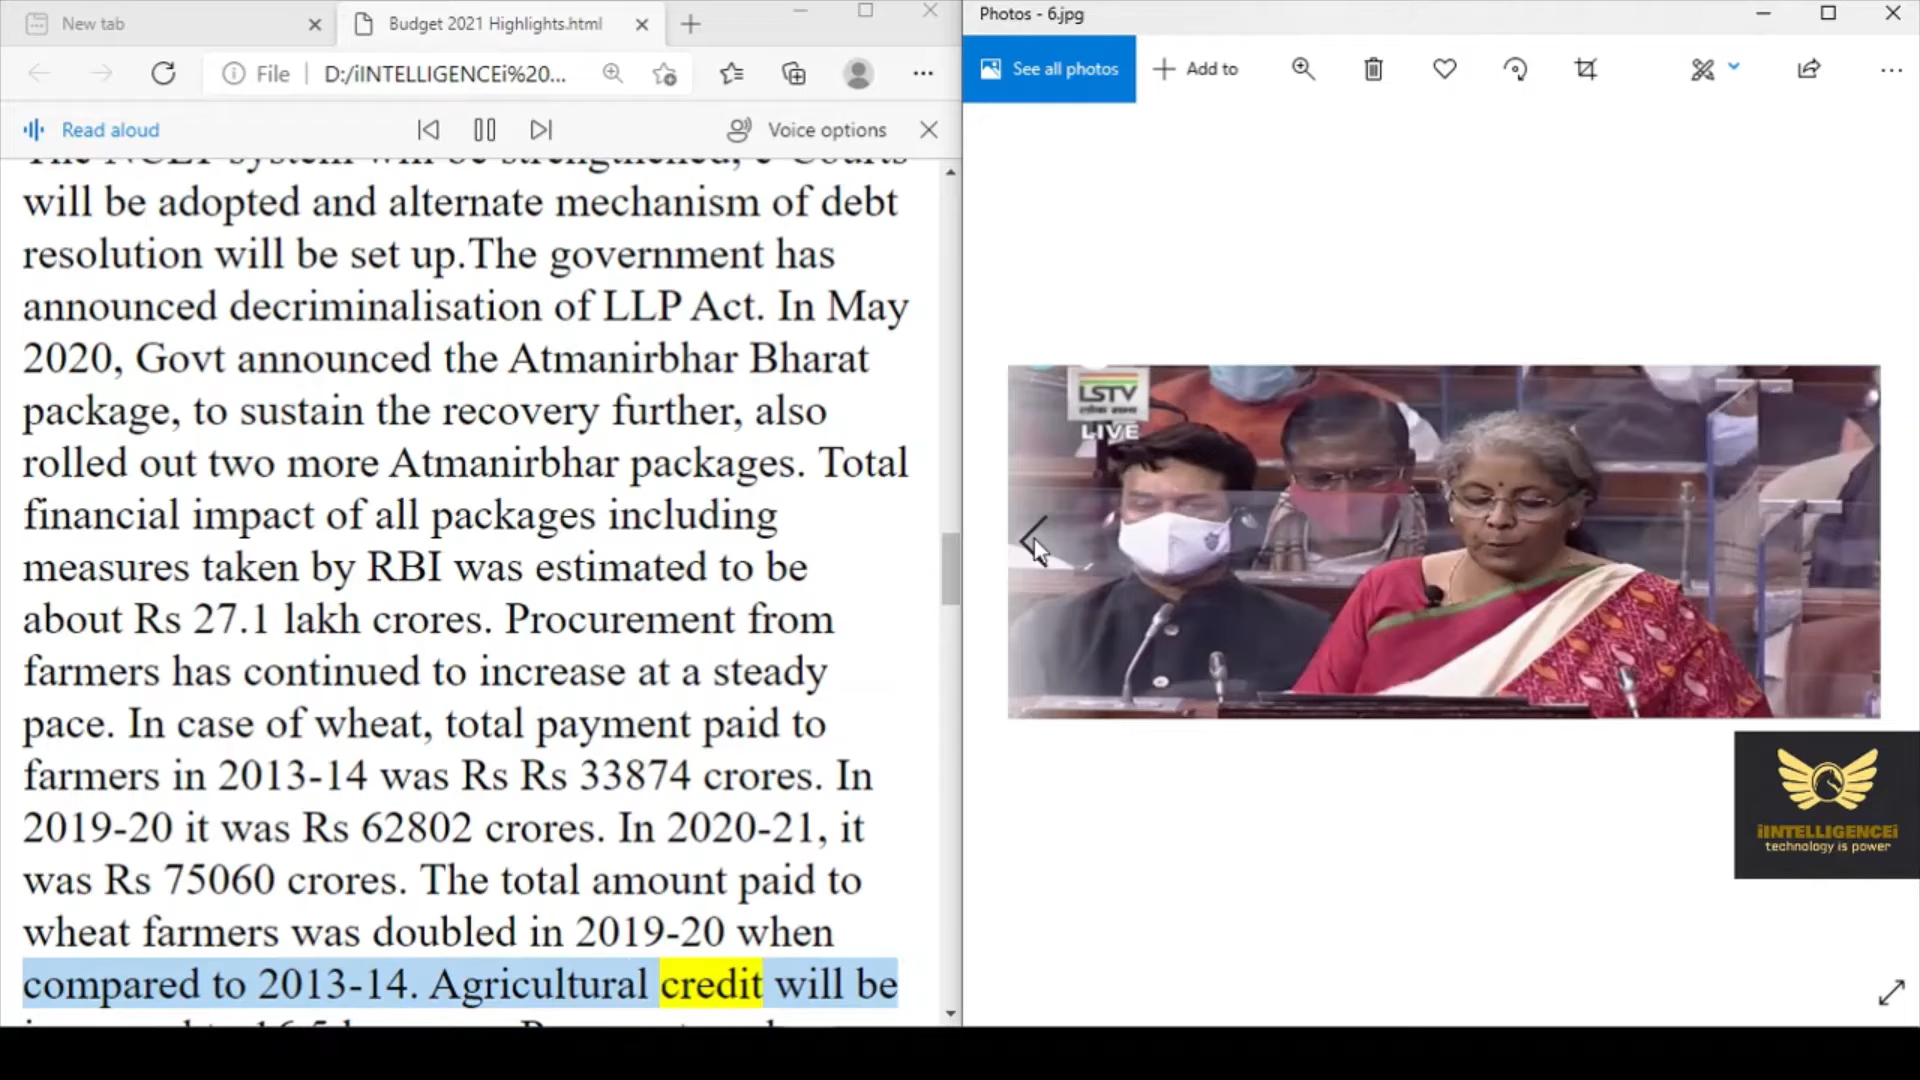 New tab
Budget 2021 Highlights.html
File
D:/iINTELLIGENCEi%20...
Read aloud
Voice options
The NCLT system will be strengthened, e-Courts
will be adopted and alternate mechanism of debt
resolution will be set up.The government has
announced decriminalisation of LLP Act. In May
2020, Govt announced the Atmanirbhar Bharat
package, to sustain the recovery further, also
rolled out two more Atmanirbhar packages. Total
financial impact of all packages including
measures taken by RBI was estimated to be
about Rs 27.1 lakh crores. Procurement from
farmers has continued to increase at a steady
pace. In case of wheat, total payment paid to
farmers in 2013-14 was Rs Rs 33874 crores. In
2019-20 it was Rs 62802 crores. In 2020-21, it
was Rs 75060 crores. The total amount paid to
wheat farmers was doubled in 2019-20 when
compared to 2013-14. Agricultural credit will be
Photos - 6.jpg
See all photos
Add to
LSTV
लोक सभा
LIVE
iINTELLIGENCEi
technology is power